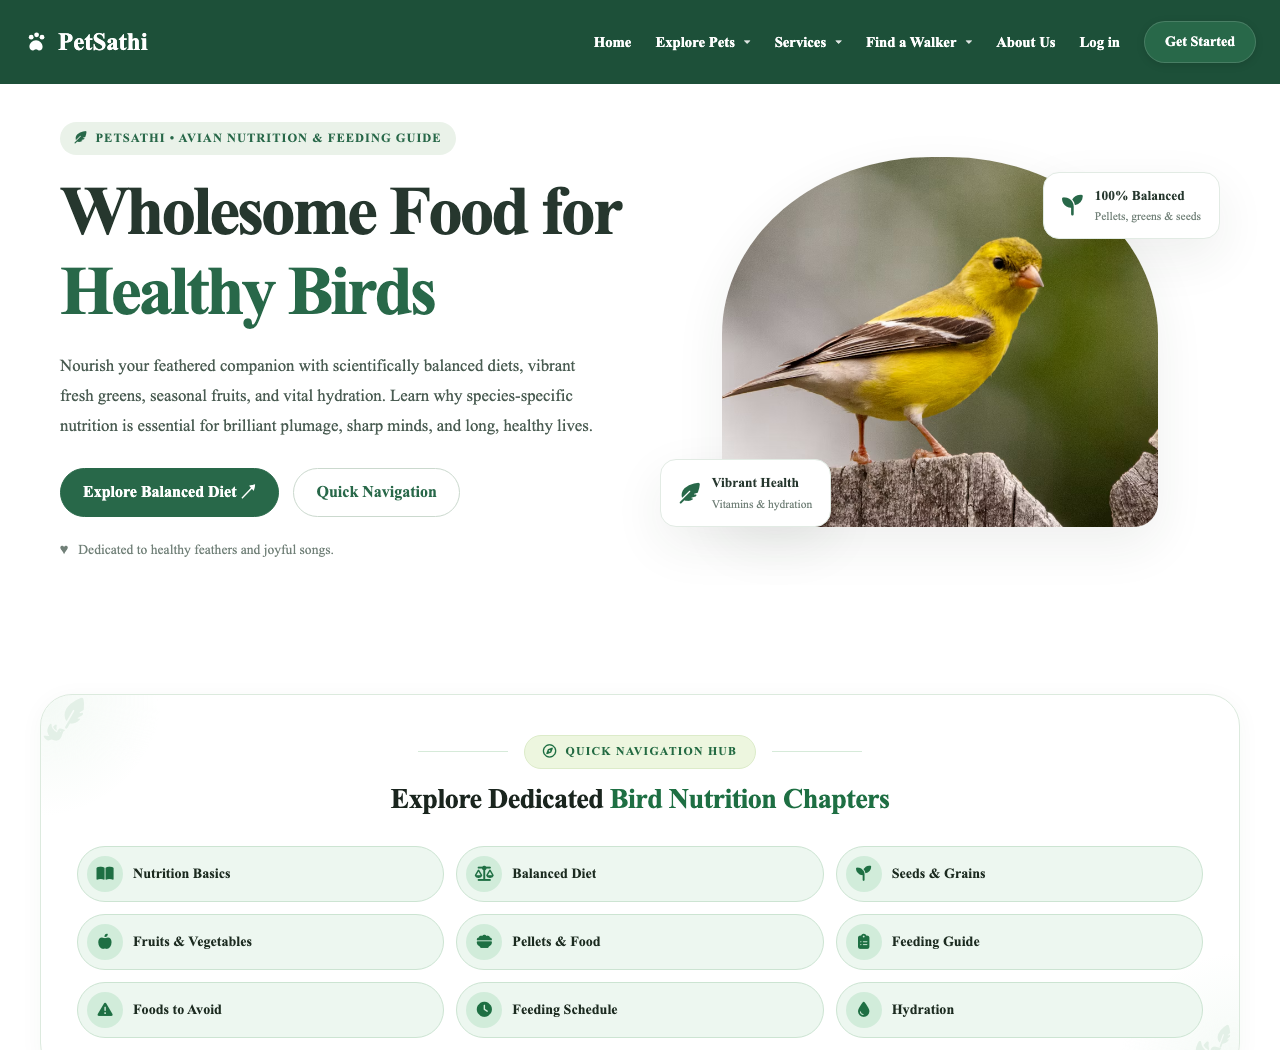 PetSathi
Home
Explore Pets
Services
Find a Walker
About Us
Log in
Get Started
PETSATHI • AVIAN NUTRITION & FEEDING GUIDE
Wholesome Food for
Healthy Birds
Nourish your feathered companion with scientifically balanced diets, vibrant
fresh greens, seasonal fruits, and vital hydration. Learn why species-specific
nutrition is essential for brilliant plumage, sharp minds, and long, healthy lives.
Explore Balanced Diet ↗
Quick Navigation
♥ Dedicated to healthy feathers and joyful songs.
100% Balanced
Pellets, greens & seeds
Vibrant Health
Vitamins & hydration
QUICK NAVIGATION HUB
Explore Dedicated Bird Nutrition Chapters
Nutrition Basics
Balanced Diet
Seeds & Grains
Fruits & Vegetables
Pellets & Food
Feeding Guide
Foods to Avoid
Feeding Schedule
Hydration